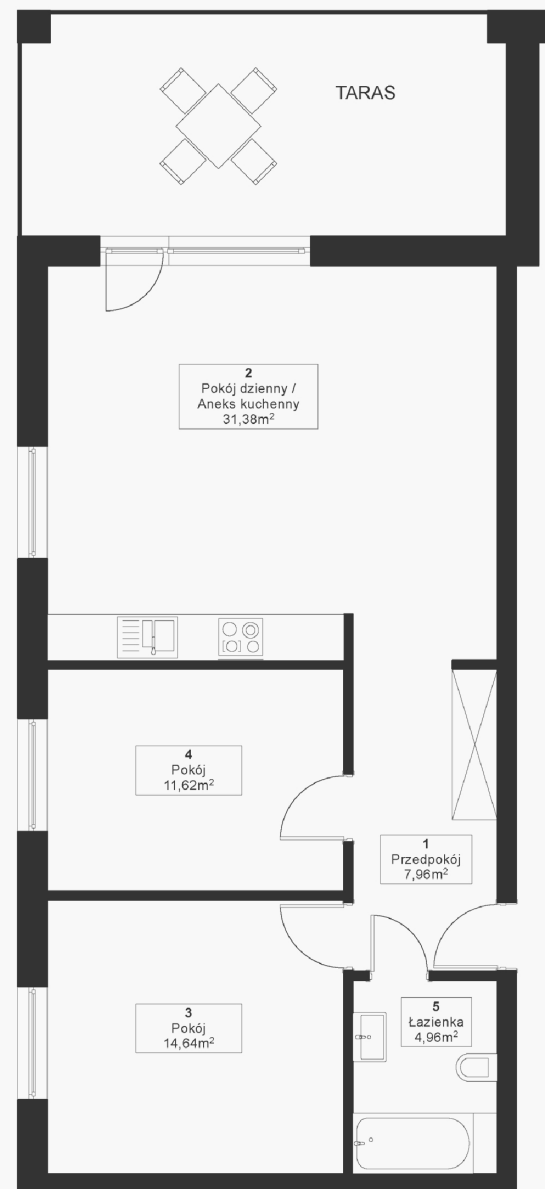 TARAS
2
Pokój dzienny /
Aneks kuchenny
31,38m²
4
Pokój
11,62m²
1
Przedpokój
7,96m²
3
Pokój
14,64m²
5
Łazienka
4,96m²